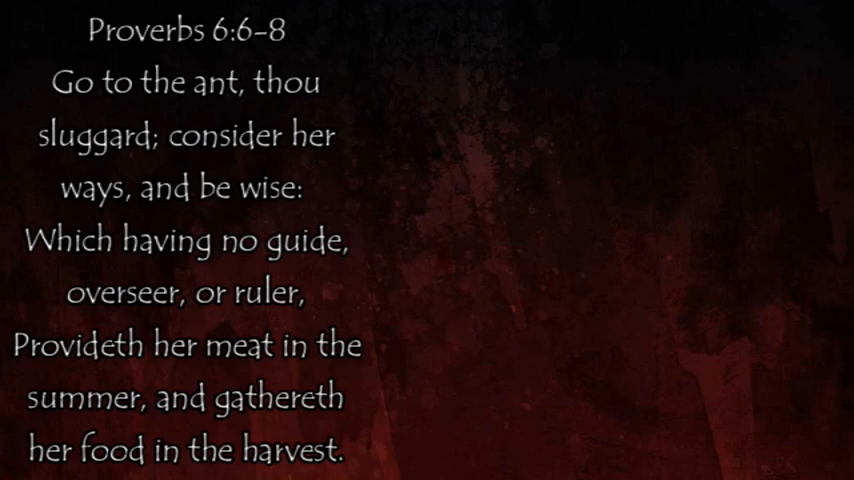 Proverbs 6:6-8
Go to the ant, thou
sluggard; consider her
ways, and be wise:
Which having no guide,
overseer, or ruler,
Provideth her meat in the
summer, and gathereth
her food in the harvest.